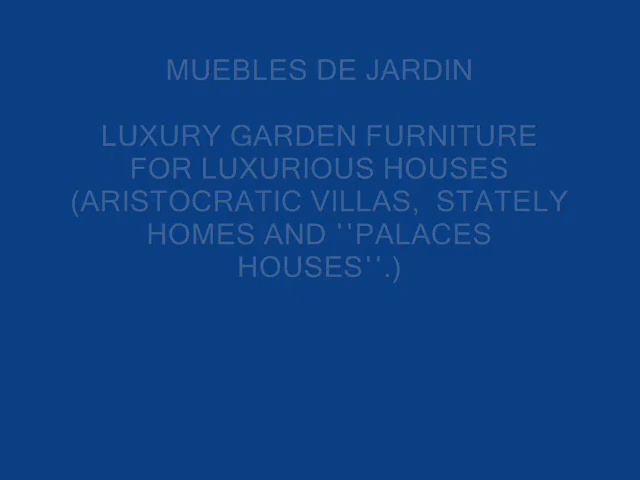 MUEBLES DE JARDIN
LUXURY GARDEN FURNITURE
FOR LUXURIOUS HOUSES
(ARISTOCRATIC VILLAS,  STATELY
HOMES AND ''PALACES
HOUSES''.)